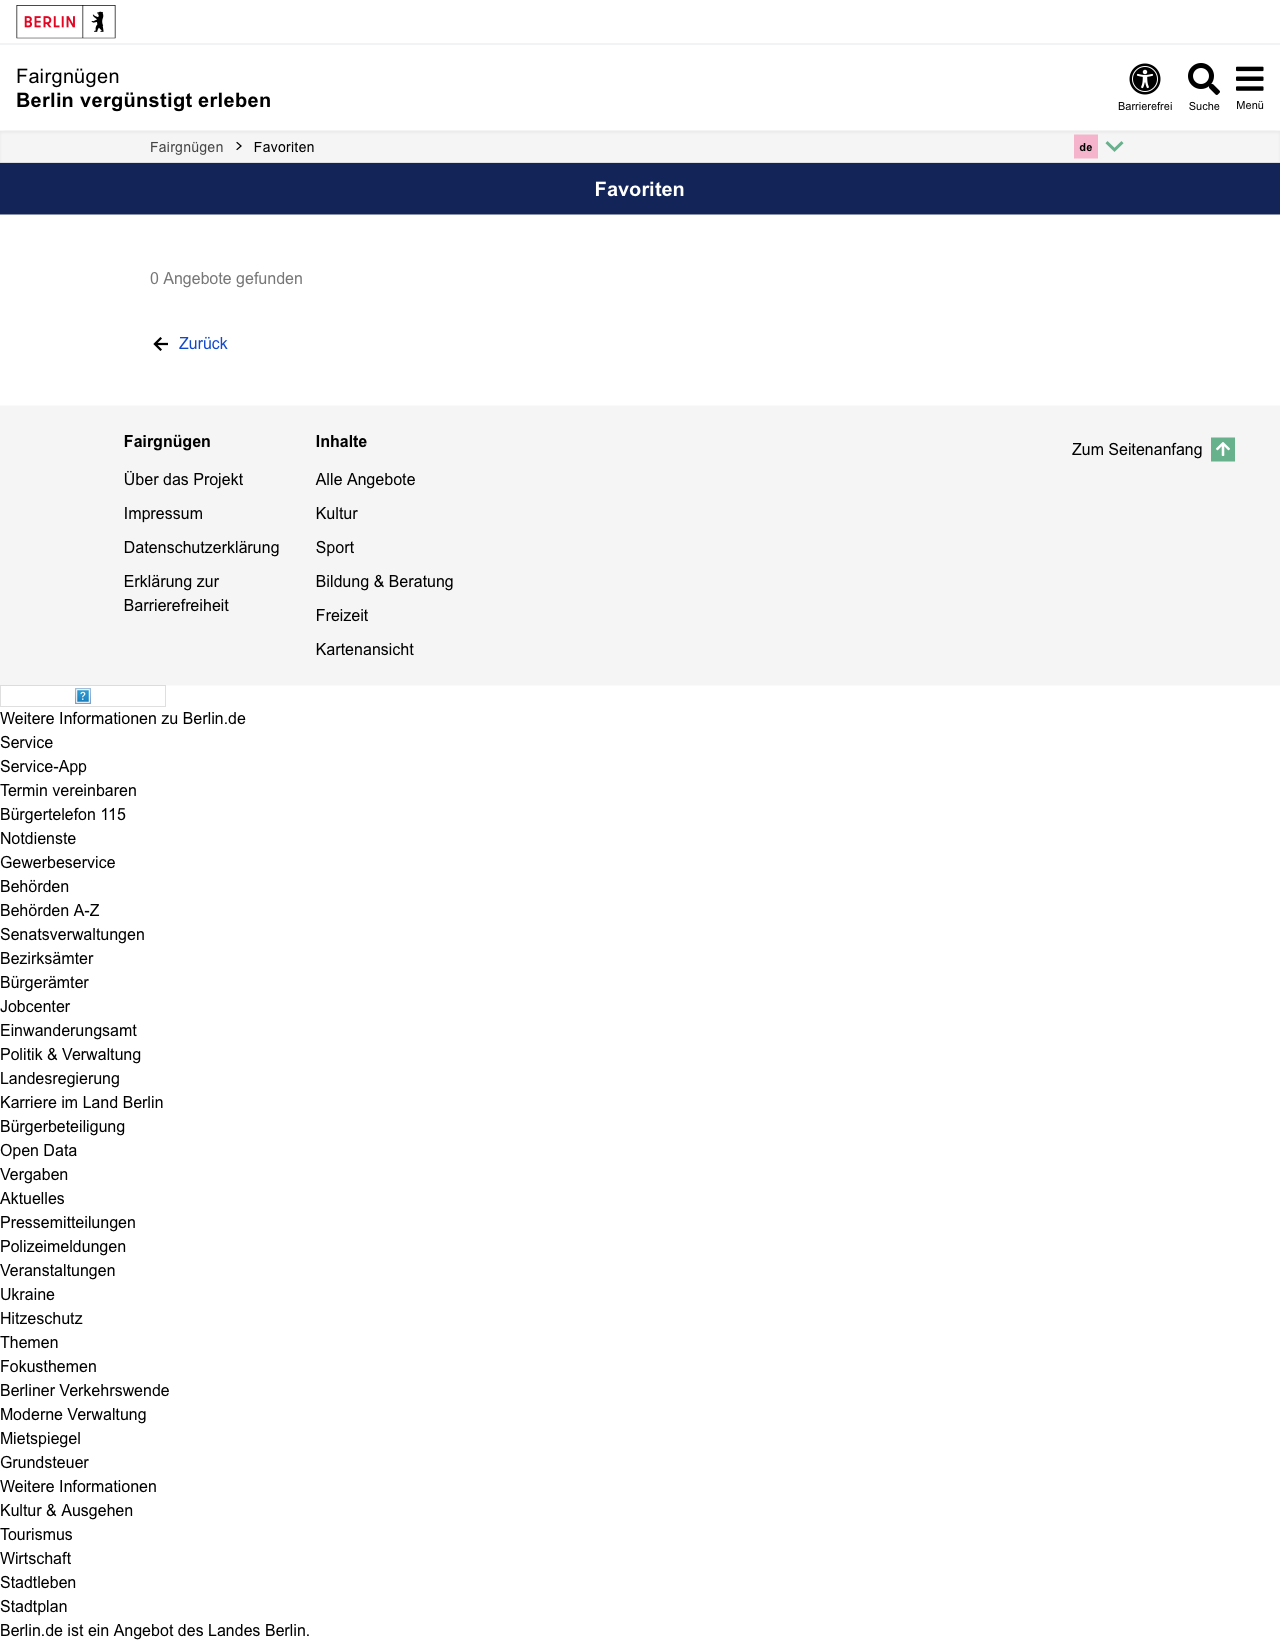 BERLIN
Fairgnügen
Berlin vergünstigt erleben
Barrierefrei
Suche
Menü
Fairgnügen > Favoriten
de
Favoriten
0 Angebote gefunden
Zurück
Fairgnügen
Über das Projekt
Impressum
Datenschutzerklärung
Erklärung zur
Barrierefreiheit
Inhalte
Alle Angebote
Kultur
Sport
Bildung & Beratung
Freizeit
Kartenansicht
Zum Seitenanfang
Weitere Informationen zu Berlin.de
Service
Service-App
Termin vereinbaren
Bürgertelefon 115
Notdienste
Gewerbeservice
Behörden
Behörden A-Z
Senatsverwaltungen
Bezirksämter
Bürgerämter
Jobcenter
Einwanderungsamt
Politik & Verwaltung
Landesregierung
Karriere im Land Berlin
Bürgerbeteiligung
Open Data
Vergaben
Aktuelles
Pressemitteilungen
Polizeimeldungen
Veranstaltungen
Ukraine
Hitzeschutz
Themen
Fokusthemen
Berliner Verkehrswende
Moderne Verwaltung
Mietspiegel
Grundsteuer
Weitere Informationen
Kultur & Ausgehen
Tourismus
Wirtschaft
Stadtleben
Stadtplan
Berlin.de ist ein Angebot des Landes Berlin.